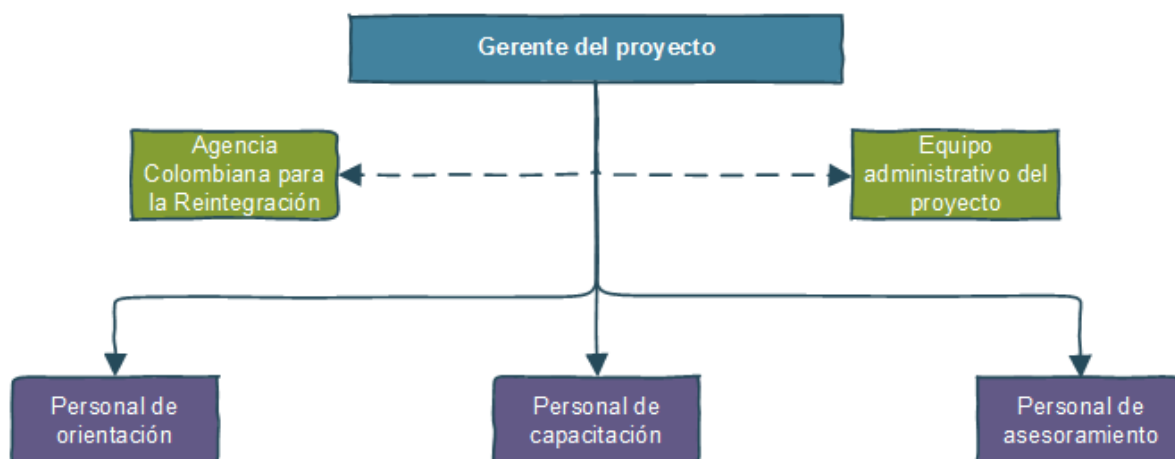 Gerente del proyecto
Agencia
Colombiana para
la Reintegración
Equipo
administrativo del
proyecto
Personal de
orientación
Personal de
capacitación
Personal de
asesoramiento